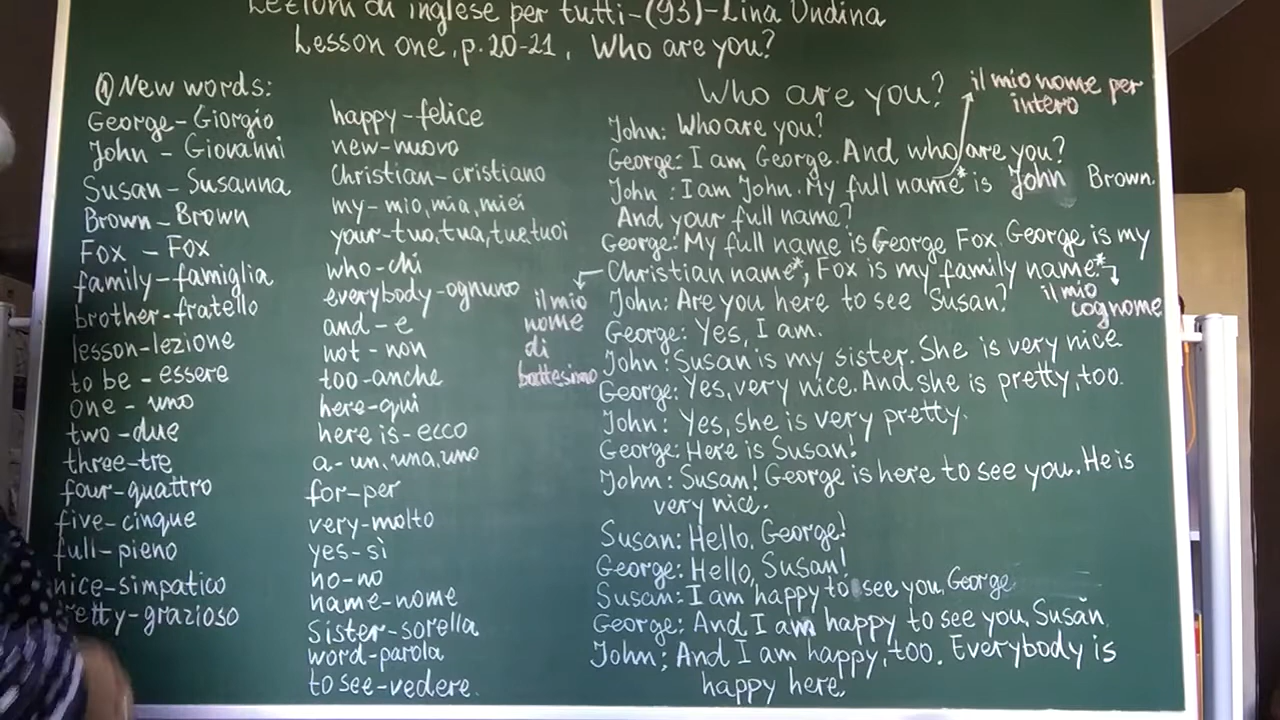 Lezioni di inglese per tutti-(93)-Lina Undina
Lesson one, p.20-21, Who are you?
① New words:
George-Giorgio
John - Giovanni
Susan-Susanna
Brown-Brown
Fox - Fox
family-famiglia
brother-fratello
lesson-lezione
to be - essere
one - uno
two -due
three-tre
four-quattro
five-cinque
full-pieno
nice-simpatico
pretty-grazioso
happy-felice
new-nuovo
Christian-cristiano
my-mio, mia, miei
your-tuo, tua, tue, tuoi
who-chi
everybody-ognuno
and-e
not-non
too-anche
here-qui
here is-ecco
a-un, una, uno
for-per
very-molto
yes-sì
no-no
name-nome
sister-sorella
word-parola
to see-vedere.
Who are you?
il mio nome per
intero
John: Who are you?
George: I am George. And who are you?
John: I am John. My full name* is John Brown.
And your full name?
George: My full name is George Fox. George is my
Christian name*, Fox is my family name.*
il mio
nome
di
battesimo
il mio
cognome
John: Are you here to see Susan?
George: Yes, I am.
John: Susan is my sister. She is very nice
George: Yes, very nice. And she is pretty, too.
John: Yes, she is very pretty.
George: Here is Susan!
John: Susan! George is here to see you. He is
very nice.
Susan: Hello, George!
George: Hello, Susan!
Susan: I am happy to see you, George
George: And I am happy to see you, Susan.
John: And I am happy, too. Everybody is
happy here.